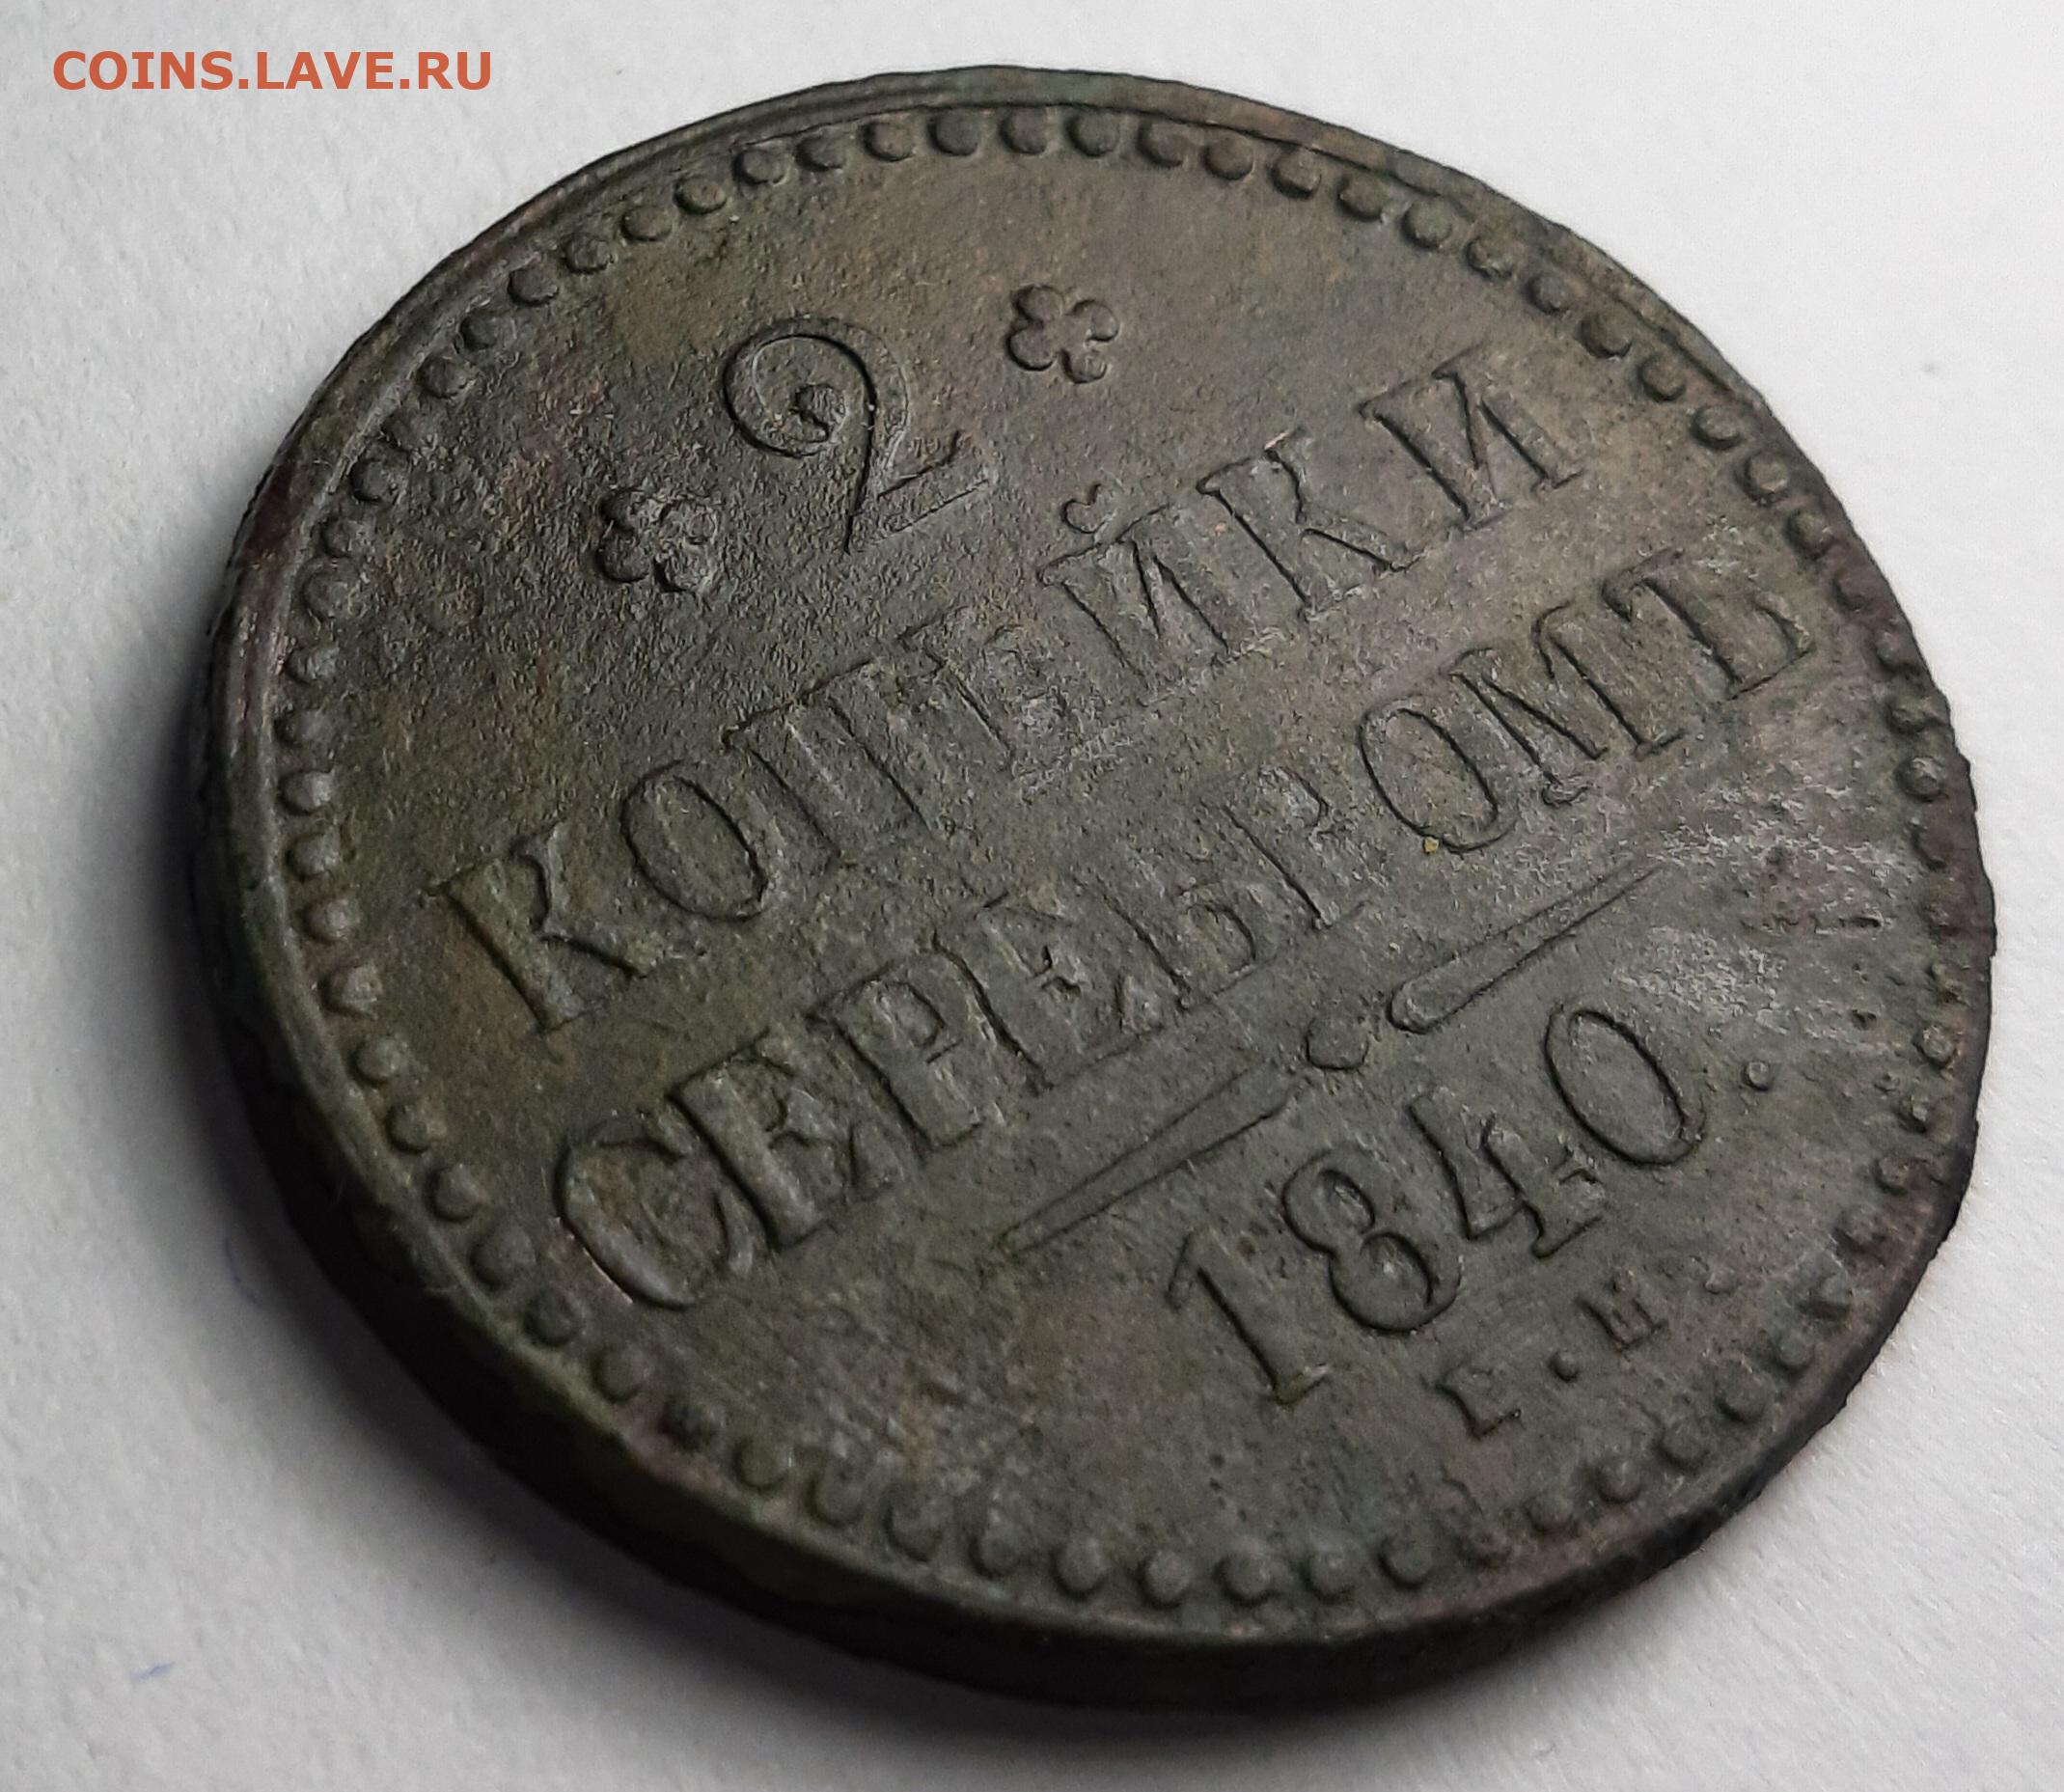 COINS.LAVE.RU
2
КОПѢЙКИ
СЕРЕБРОМЪ
1840.
Е.М.